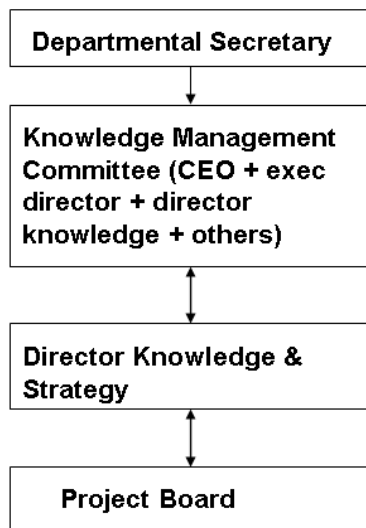 Departmental Secretary
Knowledge Management
Committee (CEO + exec
director + director
knowledge + others)
Director Knowledge &
Strategy
Project Board